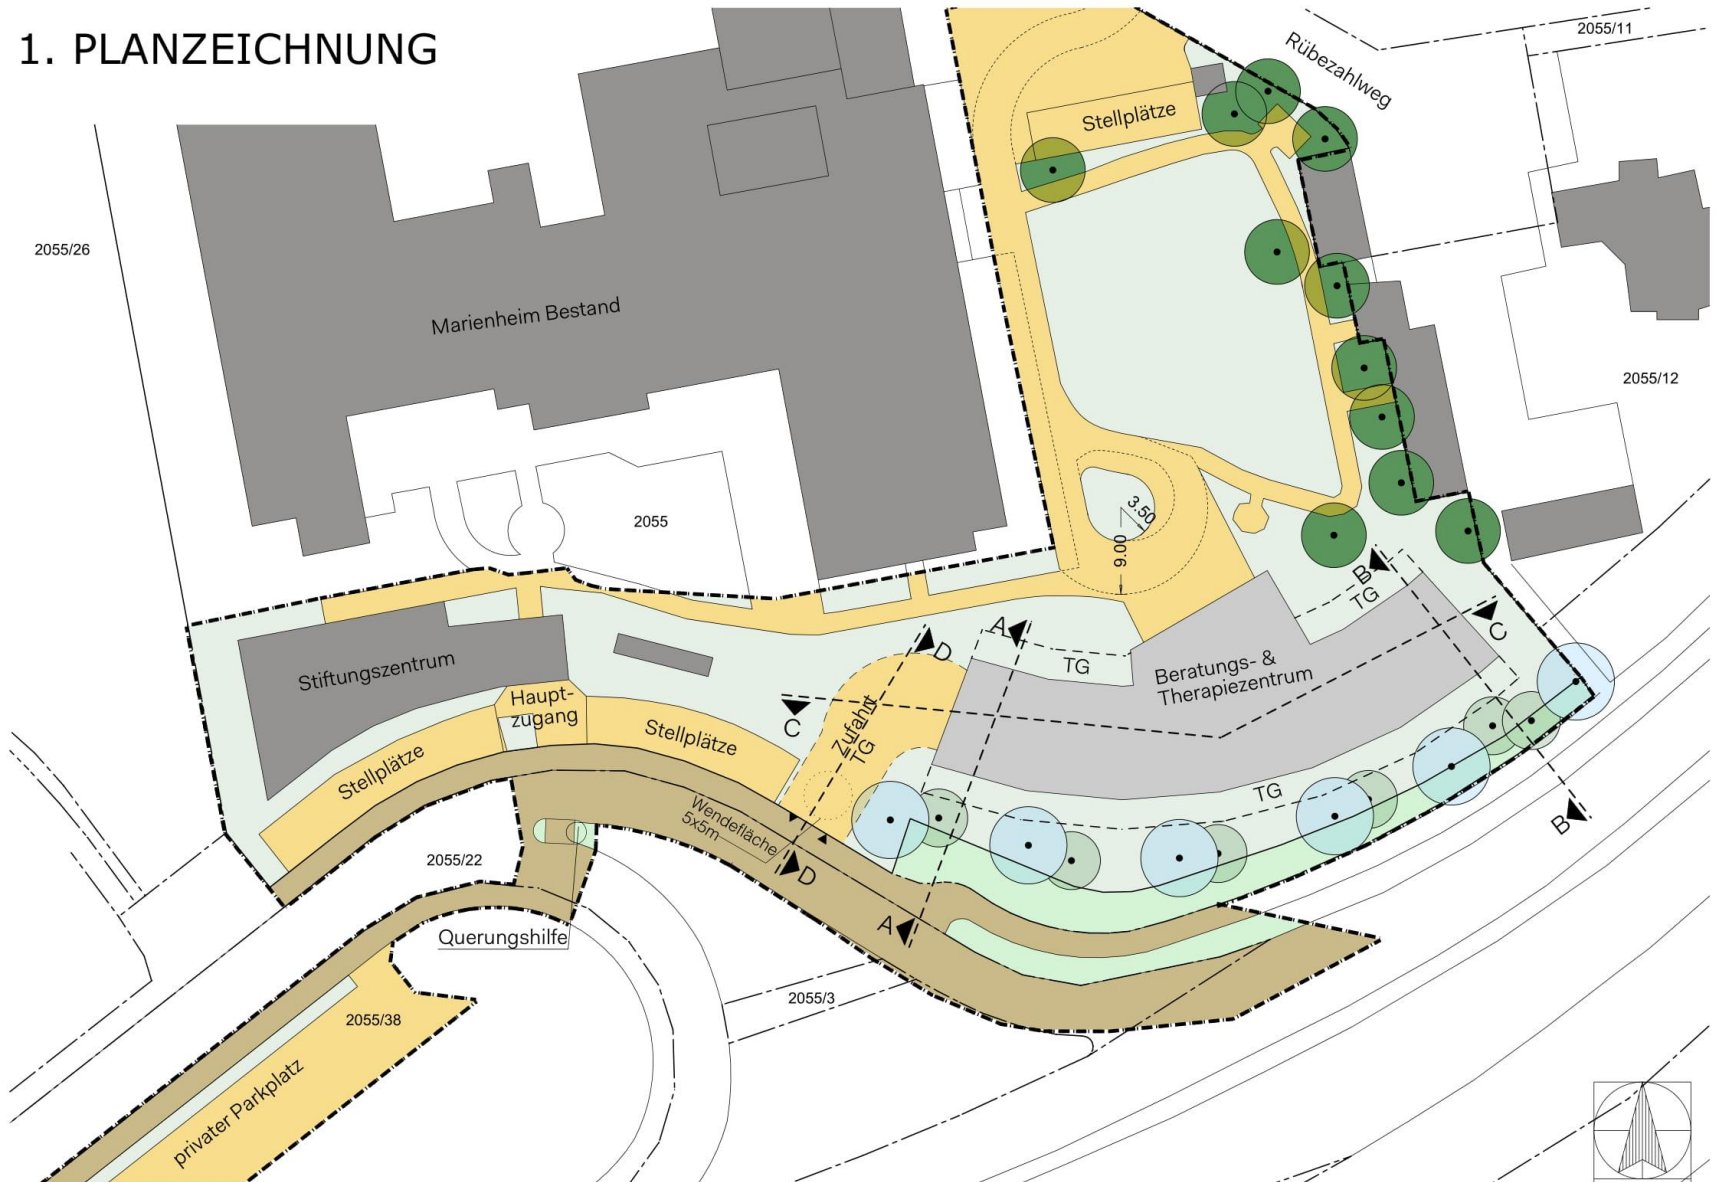 1. PLANZEICHNUNG
2055/11
Rübezahlweg
Stellplätze
2055/26
Marienheim Bestand
2055/12
2055
3.50
9.00
B
TG
A
D
C
TG
Beratungs- &
Therapiezentrum
C
Stiftungszentrum
Haupt-
zugang
Stellplätze
Zufahrt
TG
Stellplätze
TG
Wendefläche
5x5m
B
2055/22
D
A
Querungshilfe
2055/3
2055/38
privater Parkplatz